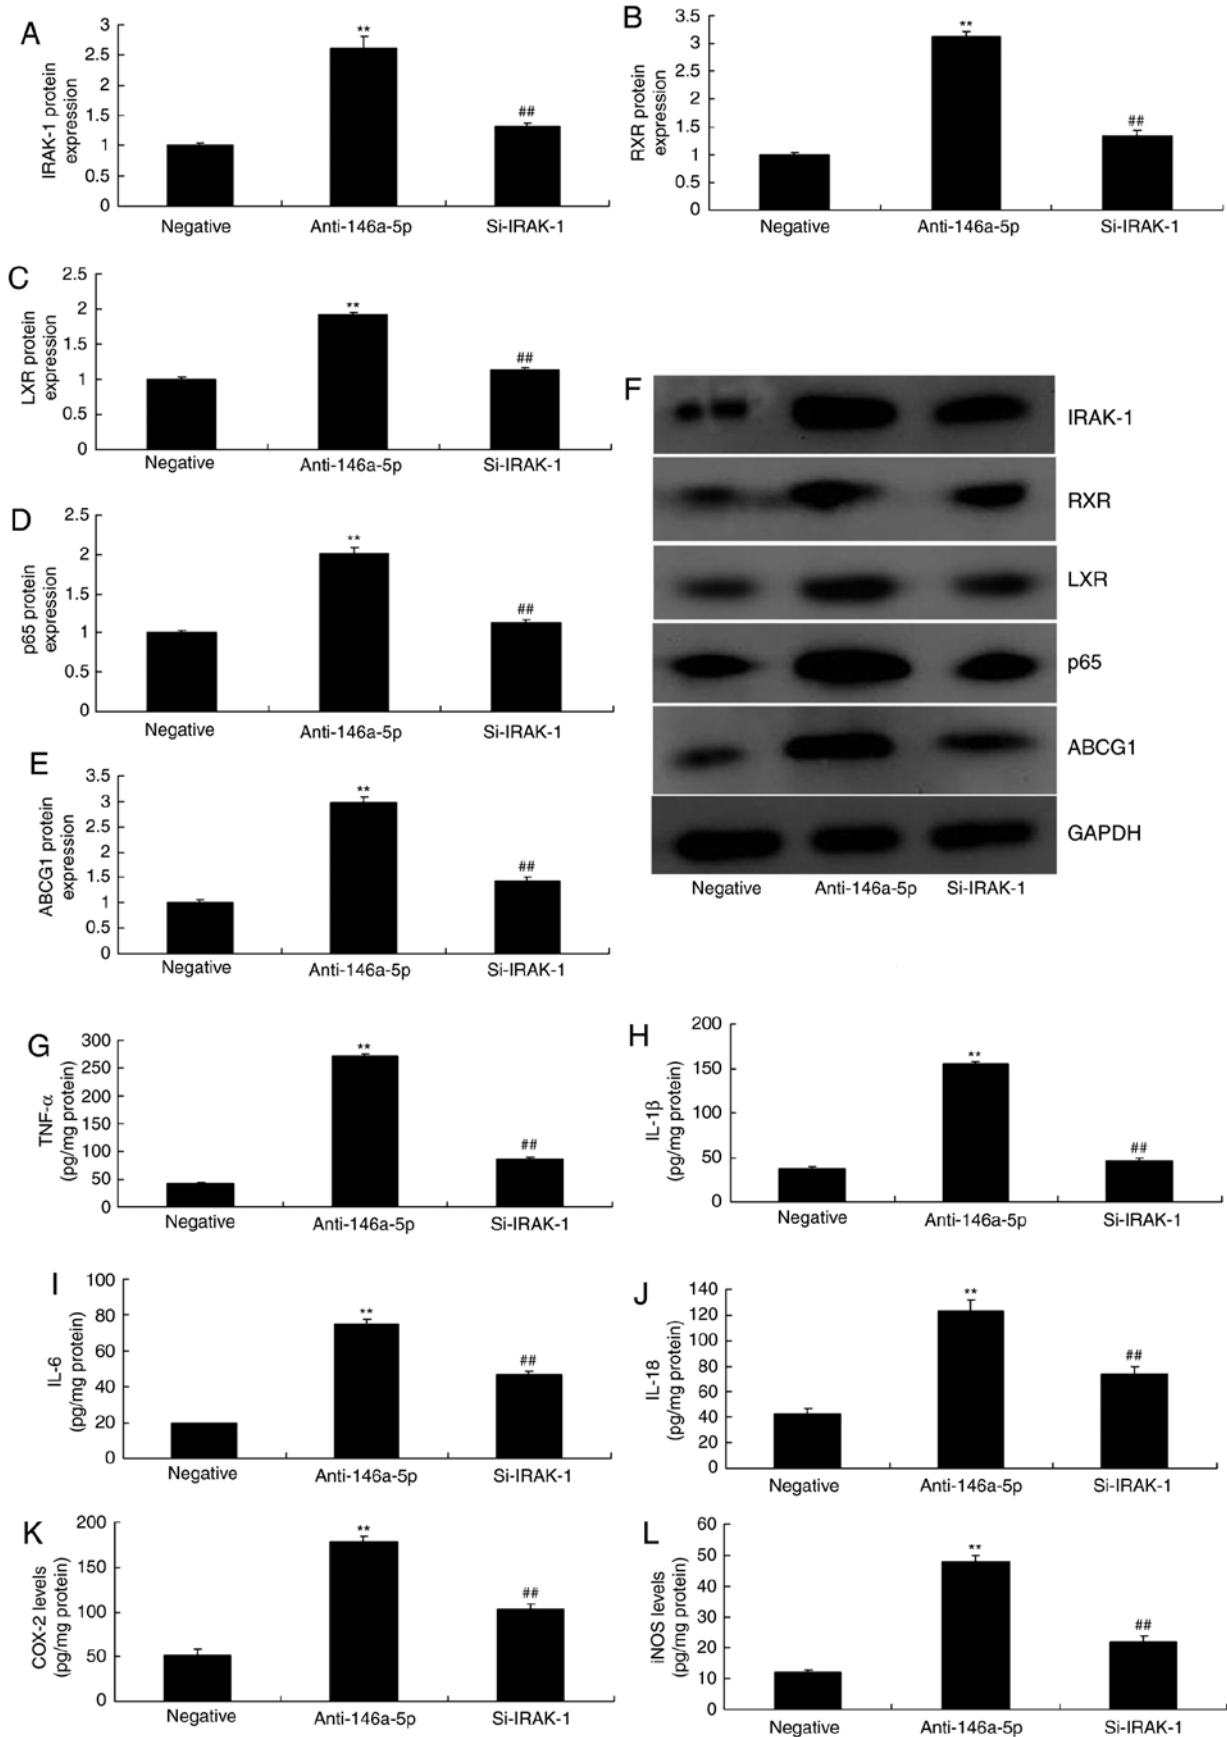 A
IRAK-1 protein
expression
3
2.5
2
1.5
1
0.5
0
**
##
Negative
Anti-146a-5p
Si-IRAK-1
B
RXR protein
expression
3.5
3
2.5
2
1.5
1
0.5
0
**
##
Negative
Anti-146a-5p
Si-IRAK-1
C
LXR protein
expression
2.5
2
1.5
1
0.5
0
**
##
Negative
Anti-146a-5p
Si-IRAK-1
D
p65 protein
expression
2.5
2
1.5
1
0.5
0
**
##
Negative
Anti-146a-5p
Si-IRAK-1
E
ABCG1 protein
expression
3.5
3
2.5
2
1.5
1
0.5
0
**
##
Negative
Anti-146a-5p
Si-IRAK-1
F
IRAK-1
RXR
LXR
p65
ABCG1
GAPDH
Negative
Anti-146a-5p
Si-IRAK-1
G
TNF-α
(pg/mg protein)
300
250
200
150
100
50
0
**
##
Negative
Anti-146a-5p
Si-IRAK-1
H
IL-1β
(pg/mg protein)
200
150
100
50
0
**
##
Negative
Anti-146a-5p
Si-IRAK-1
I
IL-6
(pg/mg protein)
100
80
60
40
20
0
**
##
Negative
Anti-146a-5p
Si-IRAK-1
J
IL-18
(pg/mg protein)
140
120
100
80
60
40
20
0
**
##
Negative
Anti-146a-5p
Si-IRAK-1
K
COX-2 levels
(pg/mg protein)
200
150
100
50
0
**
##
Negative
Anti-146a-5p
Si-IRAK-1
L
iNOS levels
(pg/mg protein)
60
50
40
30
20
10
0
**
##
Negative
Anti-146a-5p
Si-IRAK-1